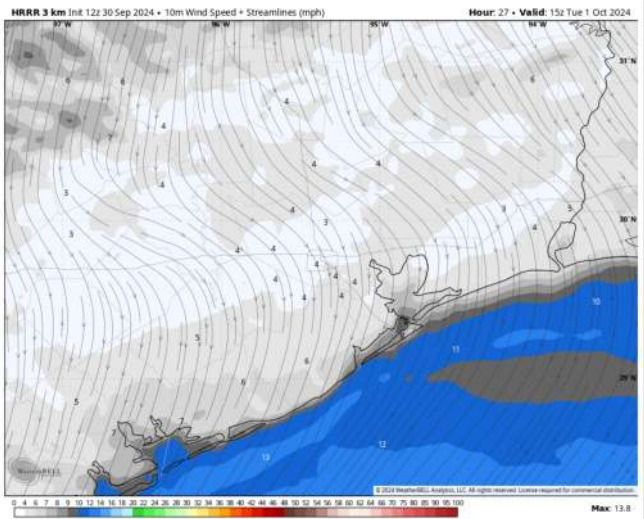 HRRR 3 km Init 12z 30 Sep 2024 • 10m Wind Speed + Streamlines (mph) Hour: 27 • Valid: 15z Tue 1 Oct 2024
97°W 96°W 95°W 94°W
31°N
6 6 6
4
7 4
4 4
3 4
4 3 5
3 3 4 30°N
4 4
4 4
4 4
4 4
10
5
11
6
6 29°N
5
7
12
13
WeatherBELL
© 2024 WeatherBELL Analytics, LLC. All rights reserved. License required for commercial distribution.
0 2 4 6 8 10 12 14 16 18 20 22 24 26 28 30 32 34 36 38 40 42 44 46 48 50 52 54 56 58 60 62 64 66 68 70 75 80 85 90 95 100
Max: 13.8